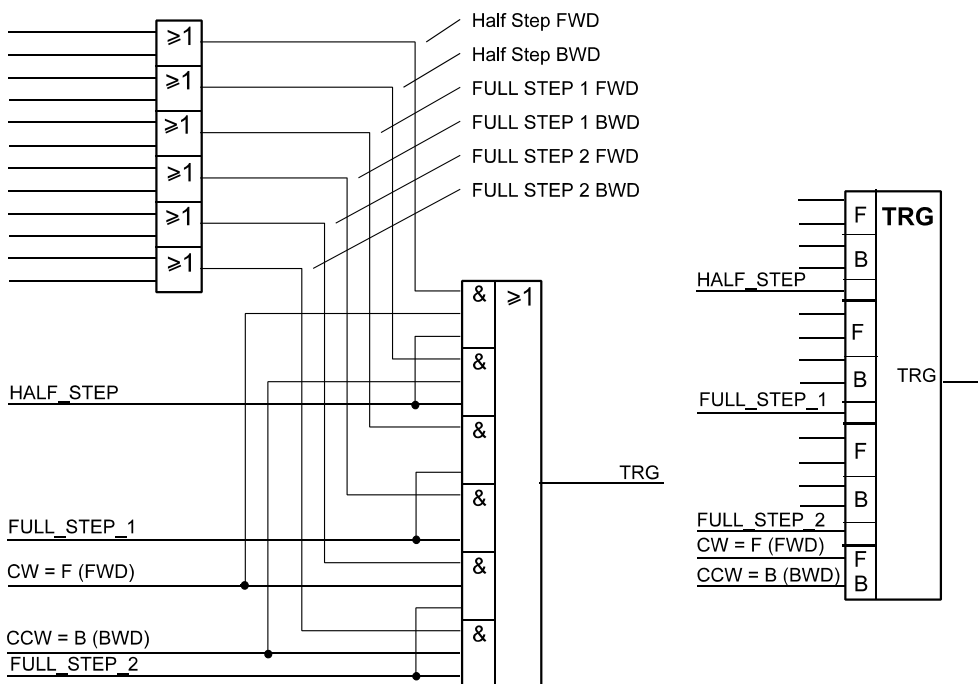 ≥1
≥1
≥1
≥1
≥1
≥1
Half Step FWD
Half Step BWD
FULL STEP 1 FWD
FULL STEP 1 BWD
FULL STEP 2 FWD
FULL STEP 2 BWD
& ≥1
&
&
&
&
&
HALF_STEP
FULL_STEP_1
CW = F (FWD)
CCW = B (BWD)
FULL_STEP_2
TRG
F TRG
B
HALF_STEP
F
B
TRG
FULL_STEP_1
F
B
FULL_STEP_2
CW = F (FWD) F
CCW = B (BWD) B